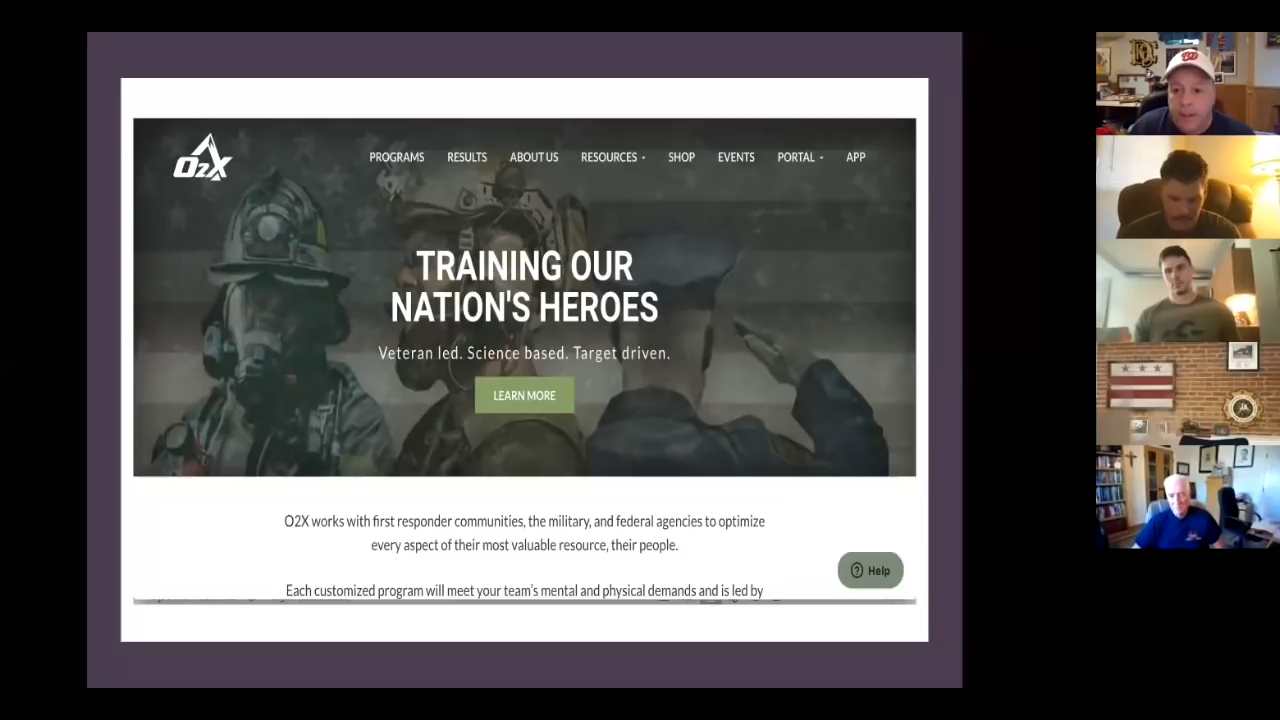 O2X
PROGRAMS RESULTS ABOUT US RESOURCES SHOP EVENTS PORTAL APP
TRAINING OUR
NATION'S HEROES
Veteran led. Science based. Target driven.
LEARN MORE
O2X works with first responder communities, the military, and federal agencies to optimize
every aspect of their most valuable resource, their people.
Help
Each customized program will meet your team's mental and physical demands and is led by